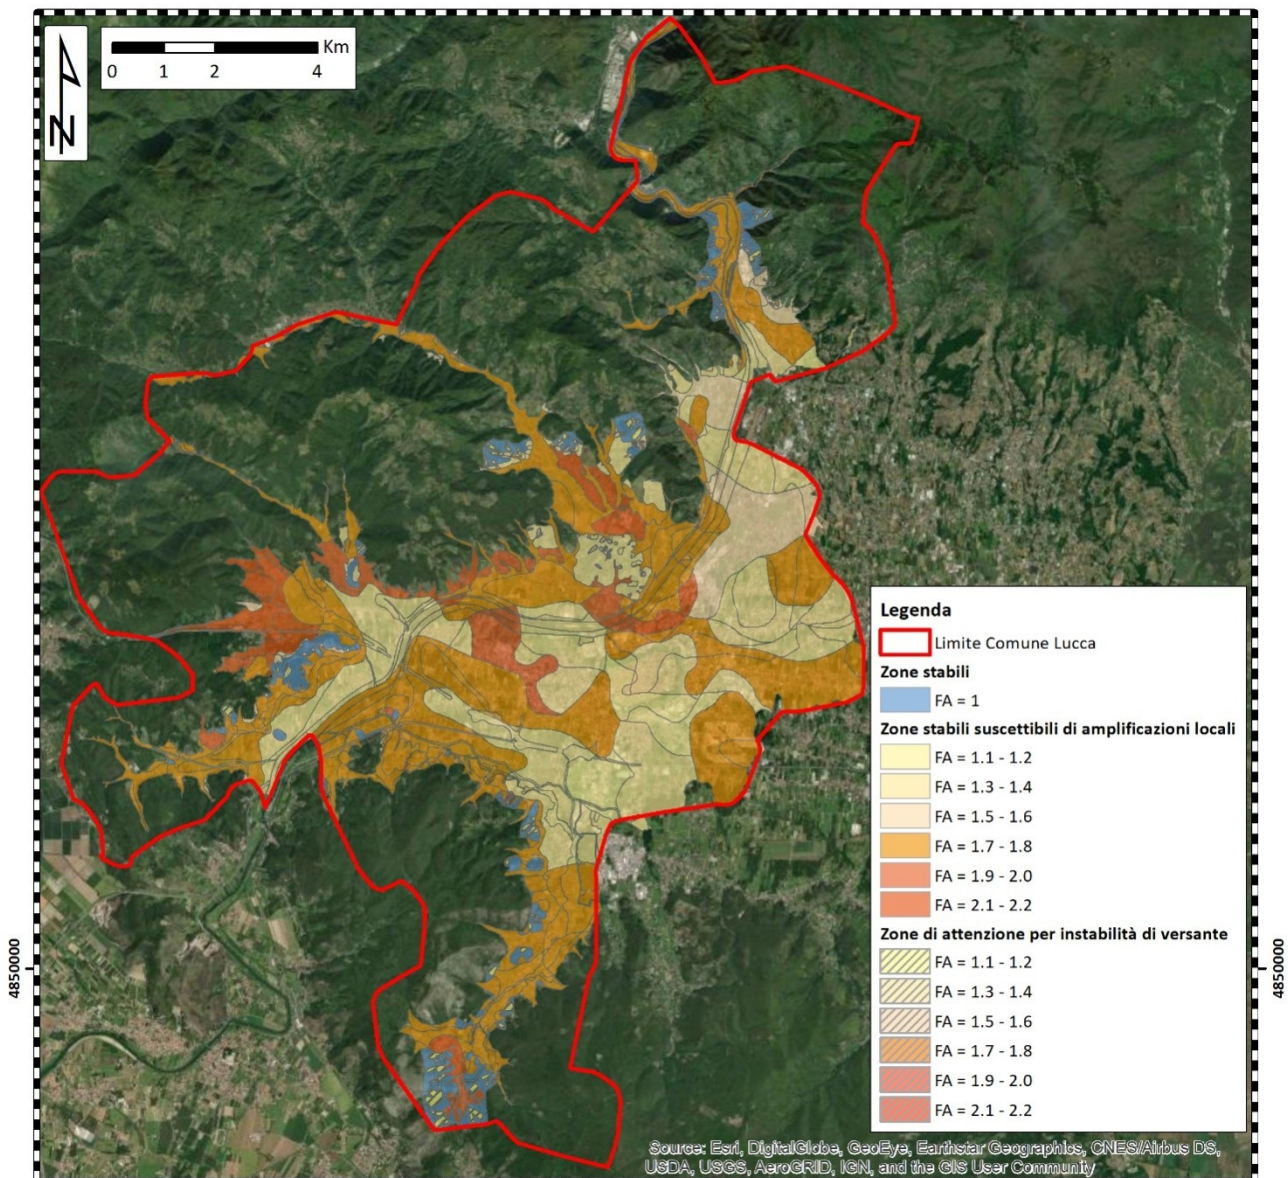 N
Km
0 1 2 4
Legenda
Limite Comune Lucca
Zone stabili
FA = 1
Zone stabili suscettibili di amplificazioni locali
FA = 1.1 - 1.2
FA = 1.3 - 1.4
FA = 1.5 - 1.6
FA = 1.7 - 1.8
FA = 1.9 - 2.0
FA = 2.1 - 2.2
Zone di attenzione per instabilità di versante
FA = 1.1 - 1.2
FA = 1.3 - 1.4
FA = 1.5 - 1.6
FA = 1.7 - 1.8
FA = 1.9 - 2.0
FA = 2.1 - 2.2
4850000
4850000
Source: Esri, DigitalGlobe, GeoEye, Earthstar Geographics, CNES/Airbus DS,
USDA, USGS, AeroGRID, IGN, and the GIS User Community